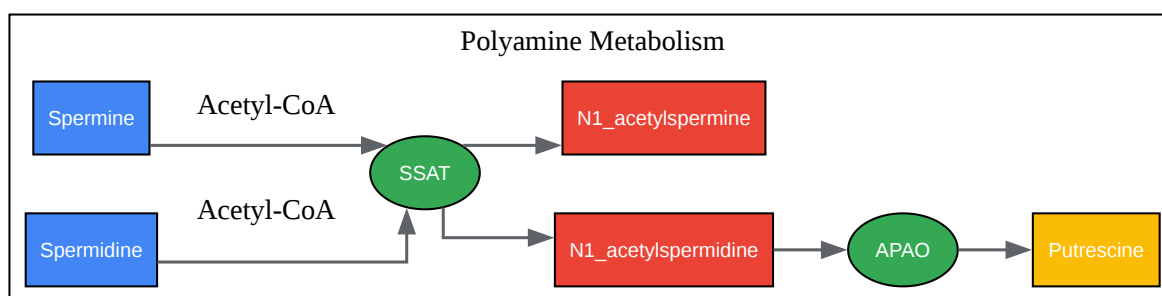 Polyamine Metabolism
Spermine
Acetyl-CoA
N1_acetylspermine
SSAT
Spermidine
Acetyl-CoA
N1_acetylspermidine
APAO
Putrescine